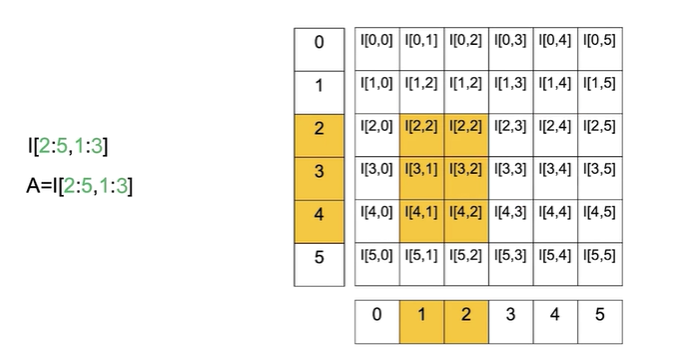 I[2:5,1:3]
A=I[2:5,1:3]
0 I[0,0] I[0,1] I[0,2] I[0,3] I[0,4] I[0,5]
1 I[1,0] I[1,2] I[1,2] I[1,3] I[1,4] I[1,5]
2 I[2,0] I[2,2] I[2,2] I[2,3] I[2,4] I[2,5]
3 I[3,0] I[3,1] I[3,2] I[3,3] I[3,4] I[3,5]
4 I[4,0] I[4,1] I[4,2] I[4,3] I[4,4] I[4,5]
5 I[5,0] I[5,1] I[5,2] I[5,3] I[5,4] I[5,5]
0 1 2 3 4 5